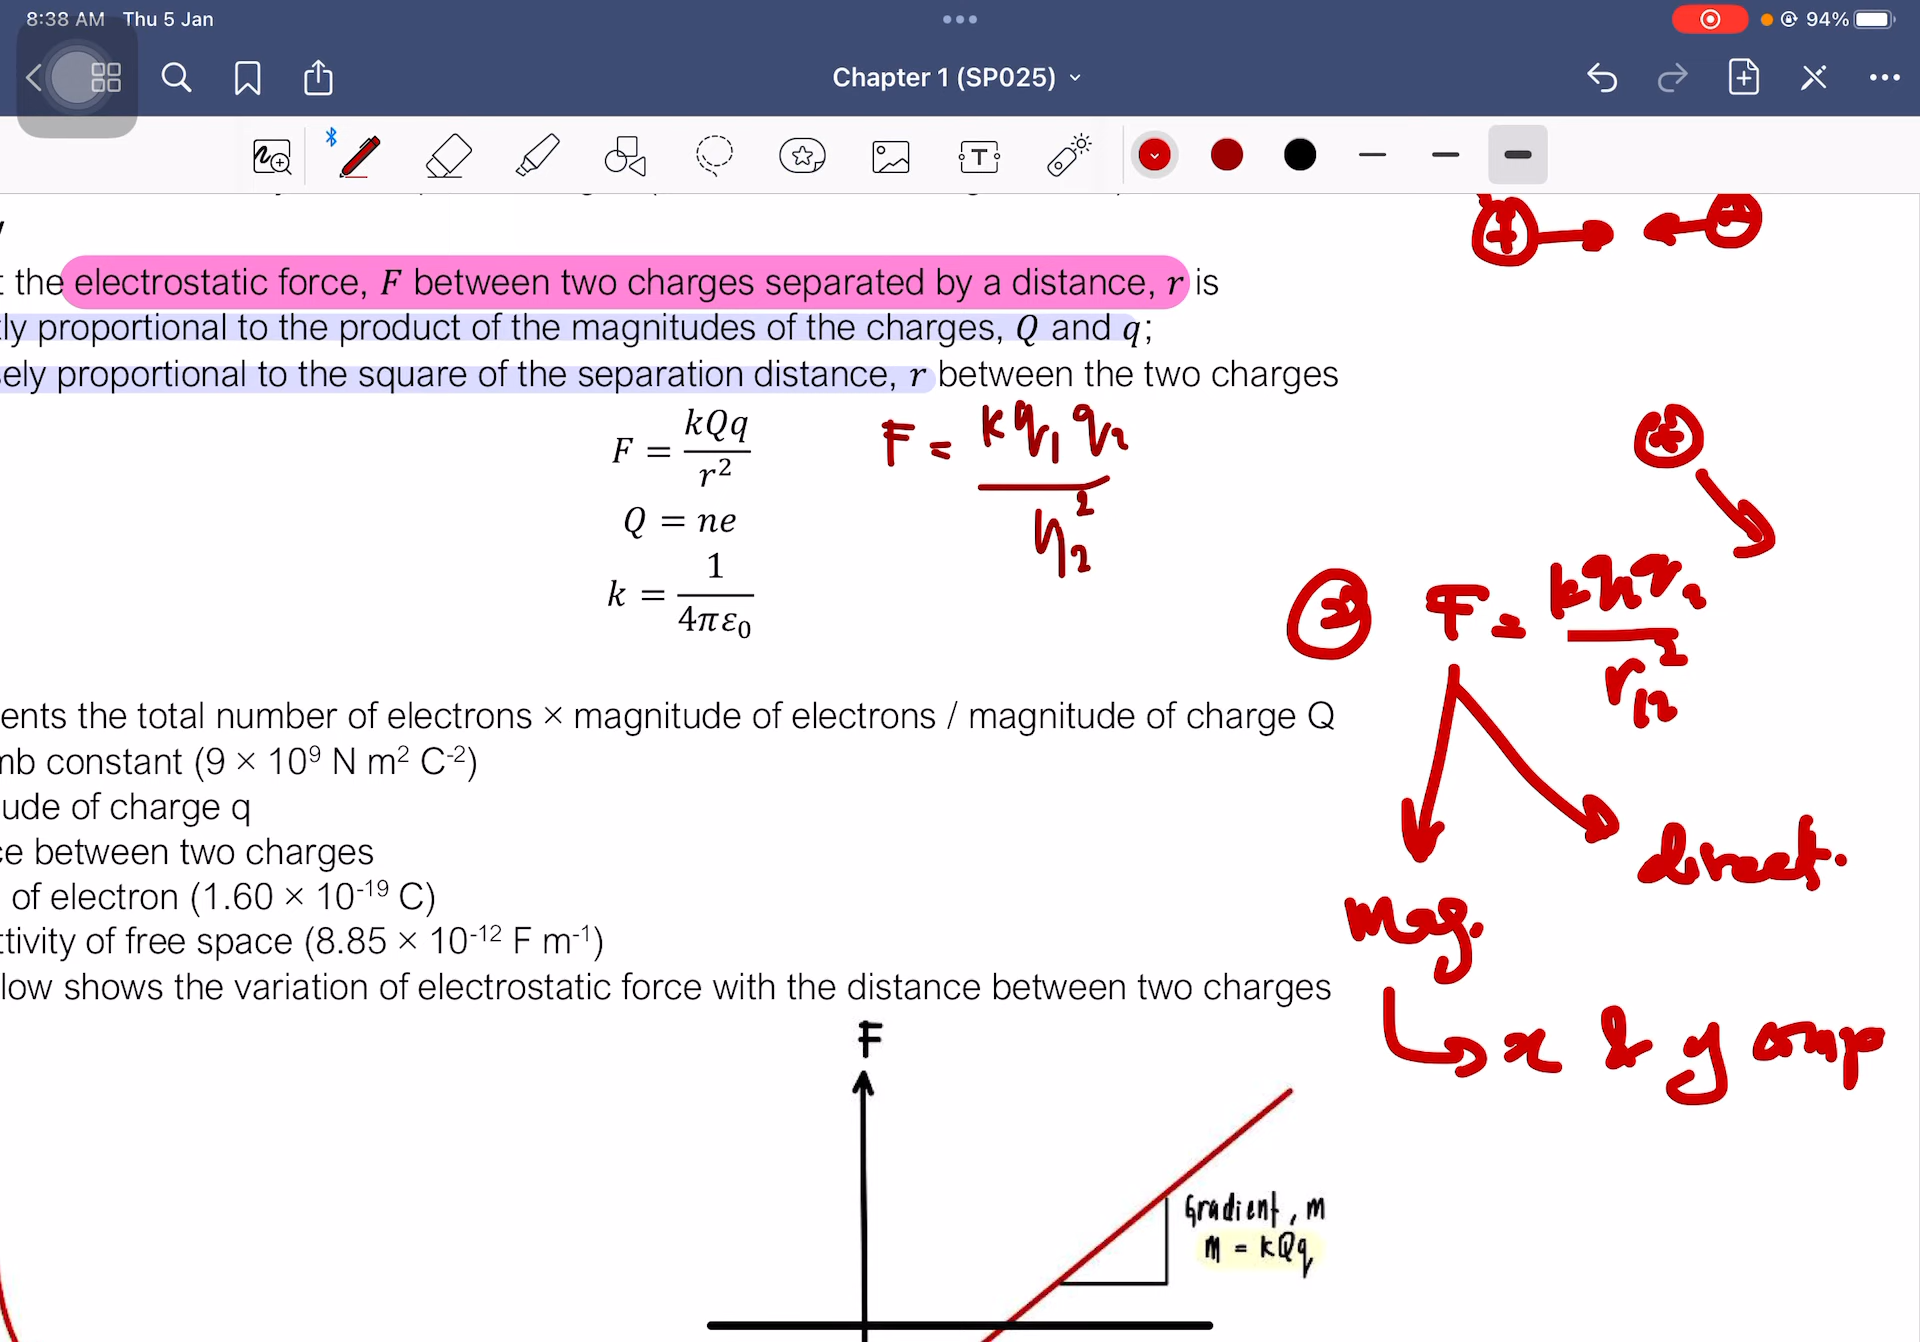 8:38 AM Thu 5 Jan
94%
Chapter 1 (SP025)
T
the electrostatic force, F between two charges separated by a distance, r is
ly proportional to the product of the magnitudes of the charges, Q and q;
ely proportional to the square of the separation distance, r between the two charges
F = kQq / r²
F = kq₁q₂ / r₁₂²
Q = ne
k = 1 / 4πε₀
② F = kq₁q₂ / r₁₂²
ents the total number of electrons × magnitude of electrons / magnitude of charge Q
mb constant (9 × 10⁹ N m² C⁻²)
ude of charge q
direct.
ce between two charges
of electron (1.60 × 10⁻¹⁹ C)
Mag.
tivity of free space (8.85 × 10⁻¹² F m⁻¹)
low shows the variation of electrostatic force with the distance between two charges
x & y comp
F
Gradient, m
m = kQq